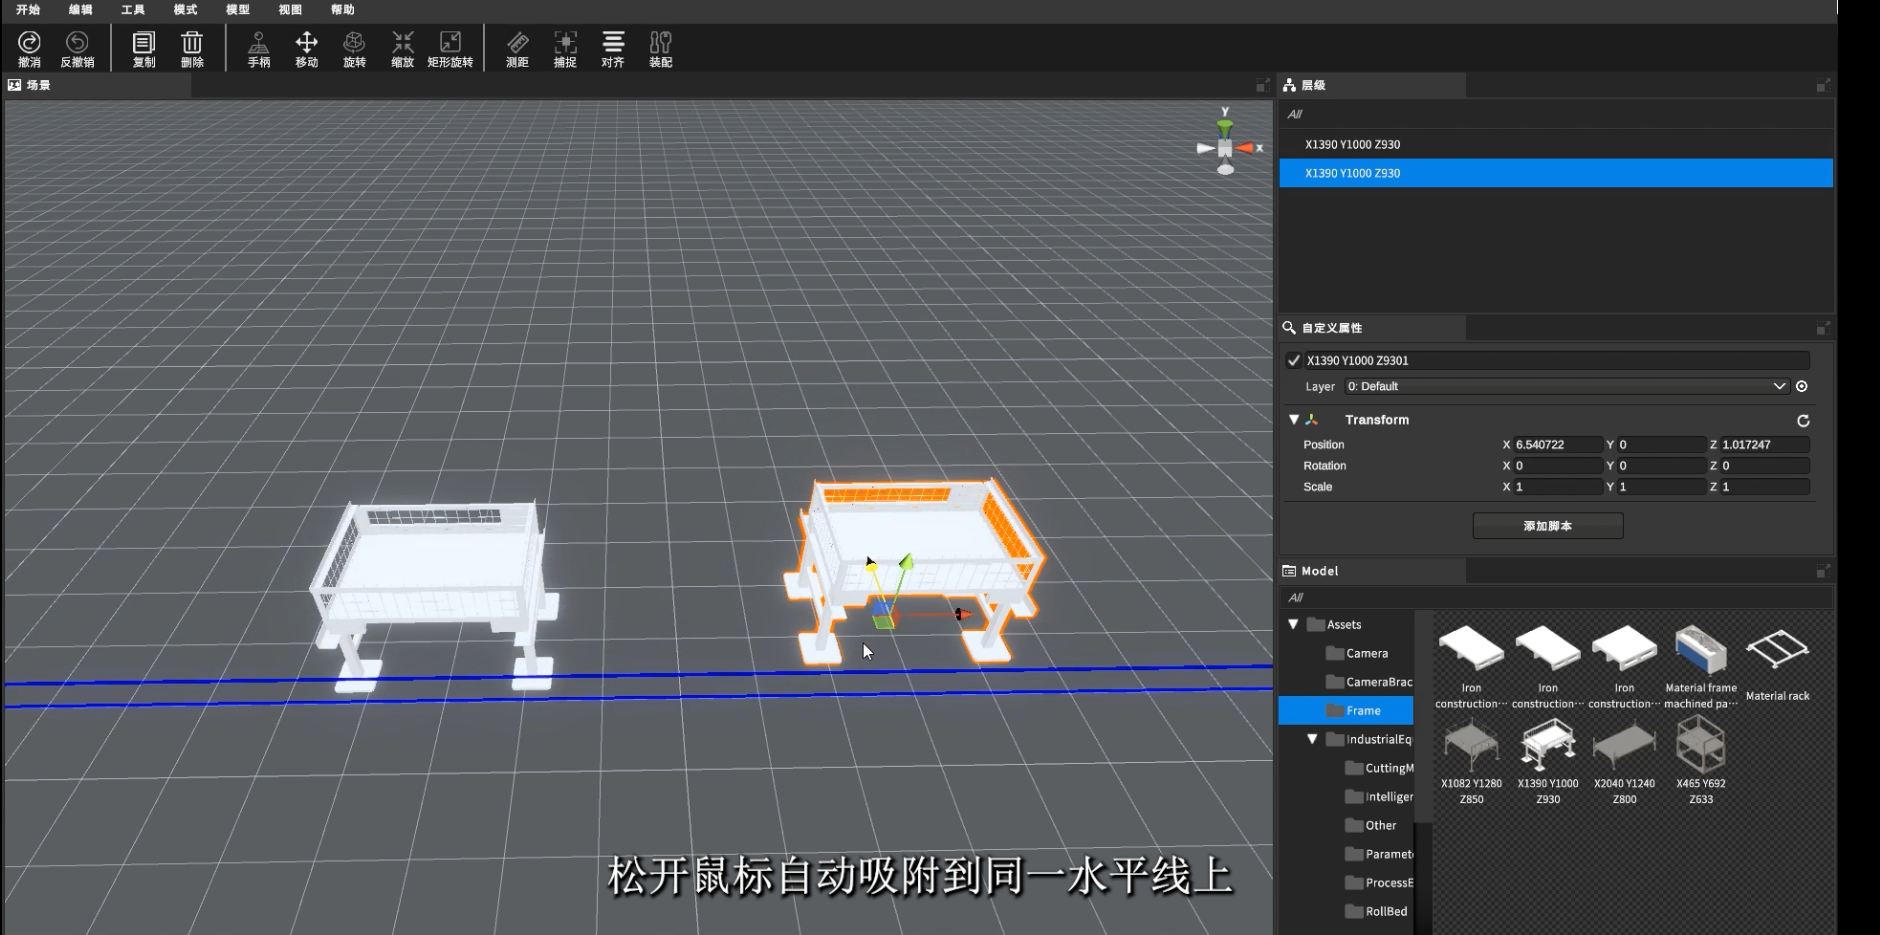 开始 编辑 工具 模式 模型 视图 帮助
撤消 反撤销 复制 删除 手柄 移动 旋转 缩放 矩形旋转 测距 捕捉 对齐 装配
场景
Y
x
层级
All
X1390 Y1000 Z930
X1390 Y1000 Z930
自定义属性
X1390 Y1000 Z9301
Layer 0: Default
Transform
Position X 6.540722 Y 0 Z 1.017247
Rotation X 0 Y 0 Z 0
Scale X 1 Y 1 Z 1
添加脚本
Model
All
Assets
Camera
CameraBrac
Frame
IndustrialEq
CuttingM
Intelliger
Other
Paramet
ProcessE
RollBed
Iron construction···
Iron construction···
Iron construction···
Material frame machined pa···
Material rack
X1082 Y1280 Z850
X1390 Y1000 Z930
X2040 Y1240 Z800
X465 Y692 Z633
松开鼠标自动吸附到同一水平线上